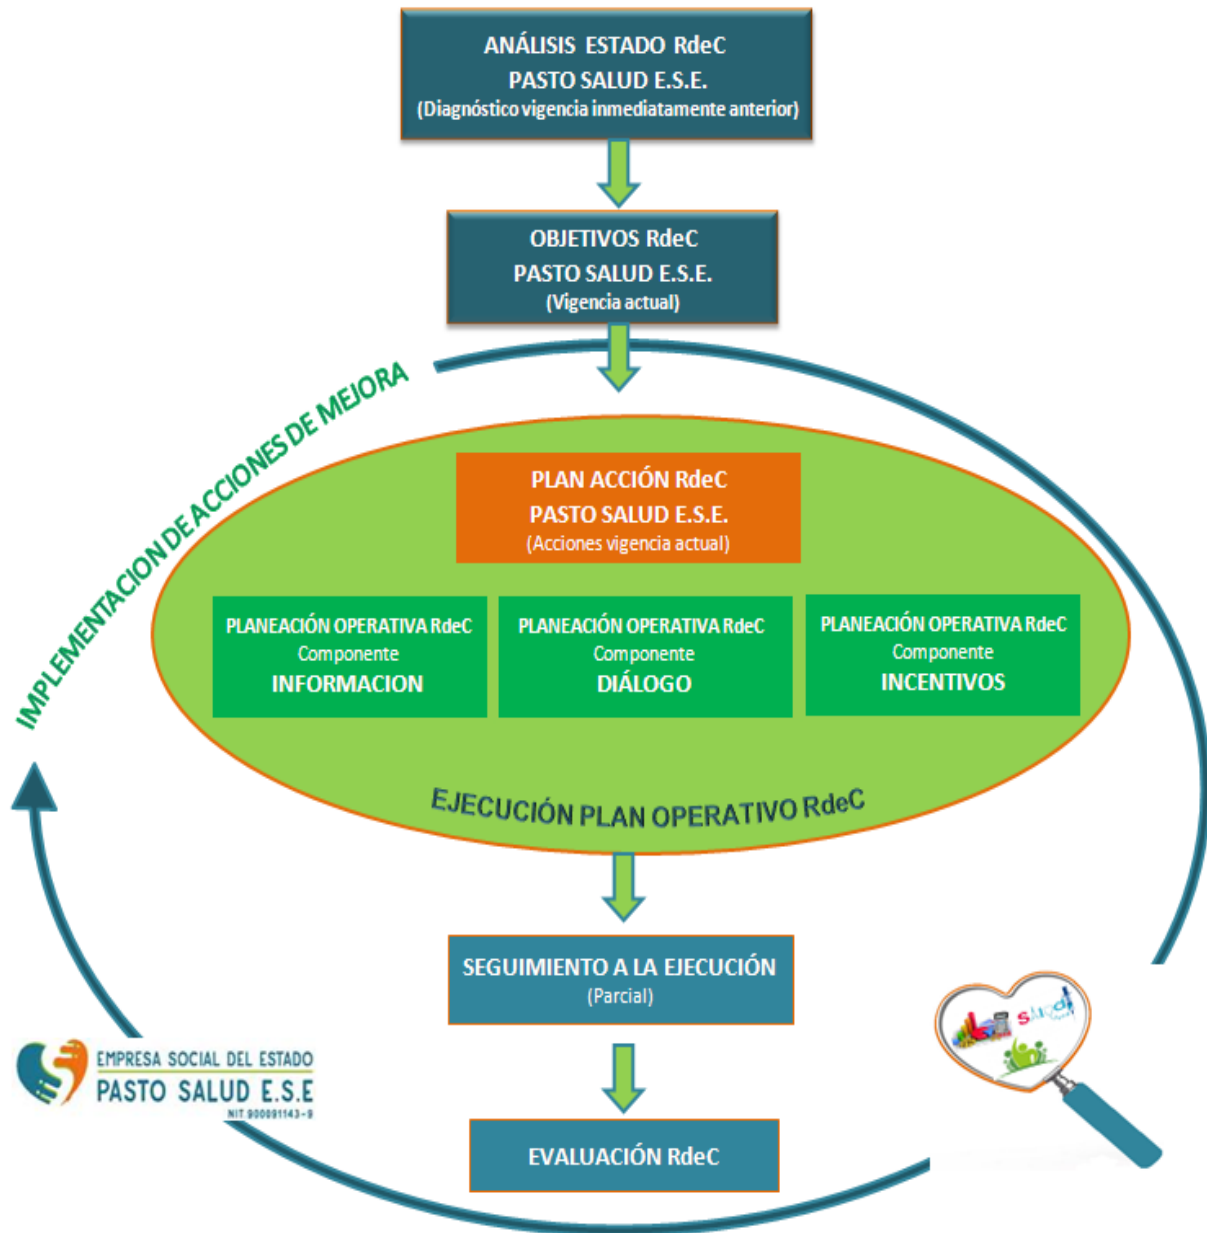 ANÁLISIS ESTADO RdeC
PASTO SALUD E.S.E.
(Diagnóstico vigencia inmediatamente anterior)
OBJETIVOS RdeC
PASTO SALUD E.S.E.
(Vigencia actual)
IMPLEMENTACION DE ACCIONES DE MEJORA
PLAN ACCIÓN RdeC
PASTO SALUD E.S.E.
(Acciones vigencia actual)
PLANEACIÓN OPERATIVA RdeC
Componente
INFORMACION
PLANEACIÓN OPERATIVA RdeC
Componente
DIÁLOGO
PLANEACIÓN OPERATIVA RdeC
Componente
INCENTIVOS
EJECUCIÓN PLAN OPERATIVO RdeC
SEGUIMIENTO A LA EJECUCIÓN
(Parcial)
EMPRESA SOCIAL DEL ESTADO
PASTO SALUD E.S.E
NIT 900091143-9
EVALUACIÓN RdeC